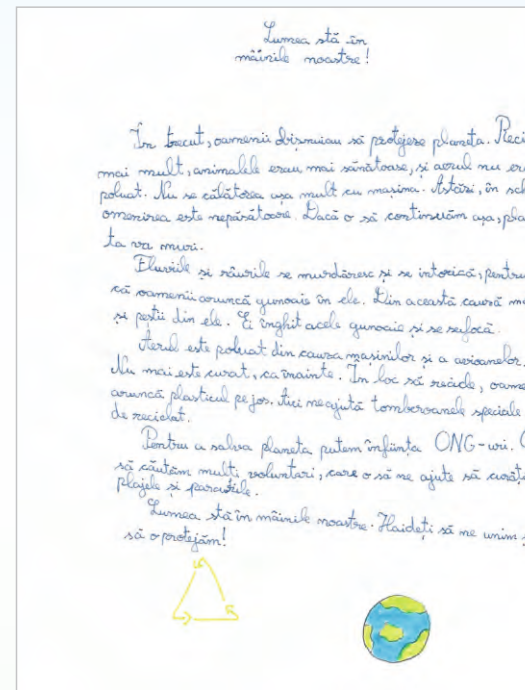 Lumea stă în
mâinile noastre!
În trecut, oamenii obișnuiau să protejeze planeta. Reci
mai mult, animalele erau mai sănătoase, și aerul nu er
poluat. Nu se călătorea așa mult cu mașina. Astăzi, în sch
omenirea este nepăsătoare. Dacă o să continuăm așa, pla
ta va muri.
Fluviile și râurile se murdăresc și se intoxică, pentru
că oamenii aruncă gunoaie în ele. Din această cauză mo
și peștii din ele. Ei înghit acele gunoaie și se sufocă.
Aerul este poluat din cauza mașinilor și a avioanelor.
Nu mai este curat, ca înainte. În loc să recicle, oame
aruncă plasticul pe jos. Aici ne ajută tomberoanele speciale
de reciclat.
Pentru a salva planeta putem înființa ONG-uri.
să căutăm mulți voluntari, care o să ne ajute să curăț
plajele și
Lumea stă în mâinile noastre. Haideți să ne unim ș
să o protejăm!